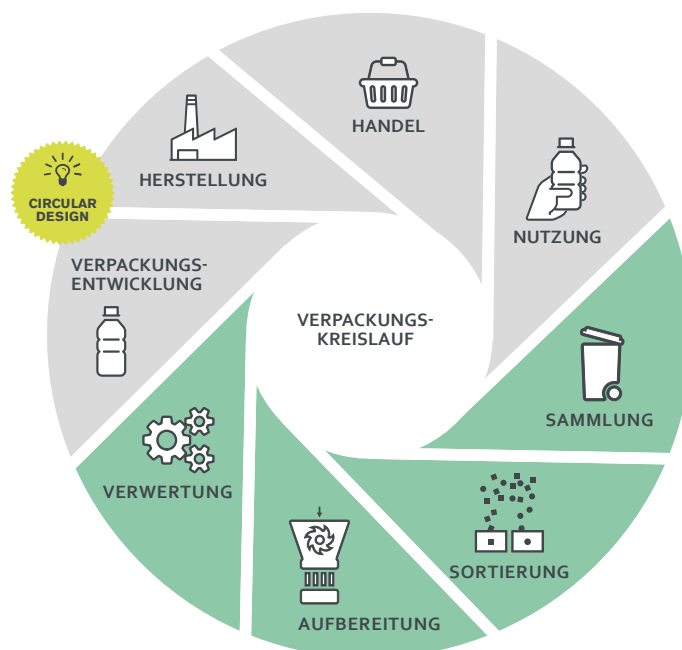 HANDEL
HERSTELLUNG
CIRCULAR
DESIGN
NUTZUNG
VERPACKUNGS-
ENTWICKLUNG
VERPACKUNGS-
KREISLAUF
SAMMLUNG
VERWERTUNG
SORTIERUNG
AUFBEREITUNG